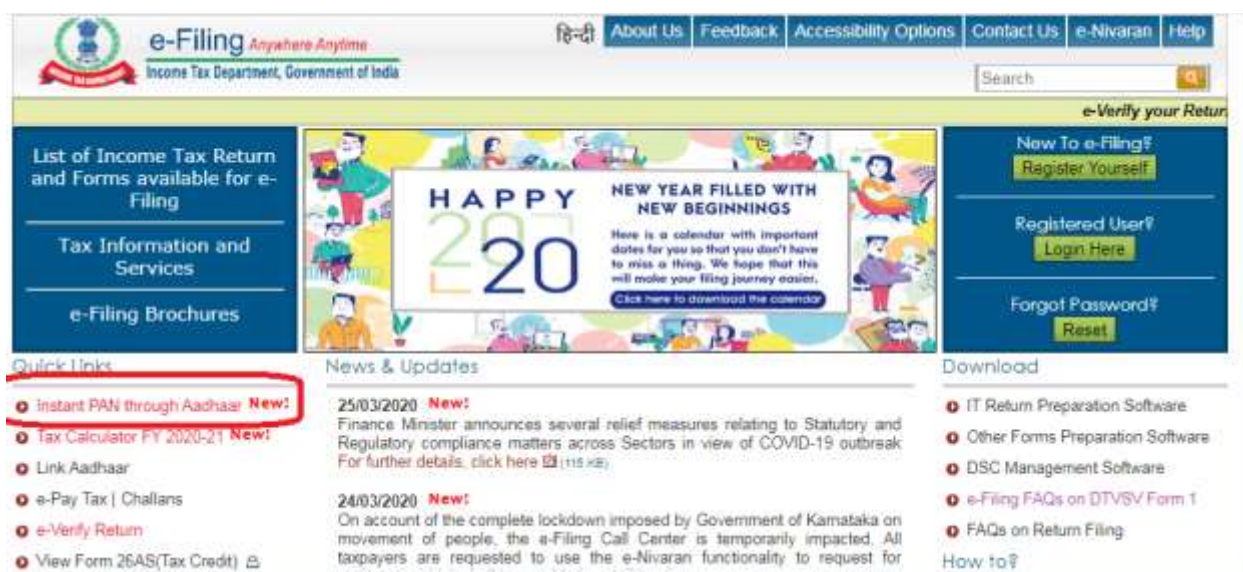 e-Filing Anywhere Anytime
Income Tax Department, Government of India
हिन्दी About Us Feedback Accessibility Options Contact Us e-Nivaran Help
Search
e-Verify your Retur
List of Income Tax Return
and Forms available for e-
Filing
Tax Information and
Services
e-Filing Brochures
HAPPY
2020
NEW YEAR FILLED WITH
NEW BEGINNINGS
Here is a calendar with important
dates for you so that you don't have
to miss a thing. We hope that this
will make your filing journey easier.
Click here to download the calendar
New To e-Filing?
Register Yourself
Registered User?
Login Here
Forgot Password?
Reset
Quick Links
Instant PAN through Aadhaar New!
Tax Calculator FY 2020-21 New!
Link Aadhaar
e-Pay Tax | Challans
e-Verify Return
View Form 26AS(Tax Credit)
News & Updates
25/03/2020 New!
Finance Minister announces several relief measures relating to Statutory and
Regulatory compliance matters across Sectors in view of COVID-19 outbreak
For further details, click here (115 KB)
24/03/2020 New!
On account of the complete lockdown imposed by Government of Karnataka on
movement of people, the e-Filing Call Center is temporarily impacted. All
taxpayers are requested to use the e-Nivaran functionality to request for
Download
IT Return Preparation Software
Other Forms Preparation Software
DSC Management Software
e-Filing FAQs on DTVSV Form 1
FAQs on Return Filing
How to?